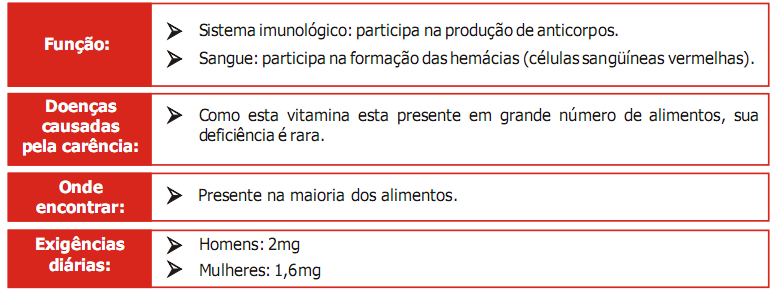 Função:
➢ Sistema imunológico: participa na produção de anticorpos.
➢ Sangue: participa na formação das hemácias (células sangüíneas vermelhas).
Doenças
causadas
pela carência:
➢ Como esta vitamina esta presente em grande número de alimentos, sua
deficiência é rara.
Onde
encontrar:
➢ Presente na maioria dos alimentos.
Exigências
diárias:
➢ Homens: 2mg
➢ Mulheres: 1,6mg